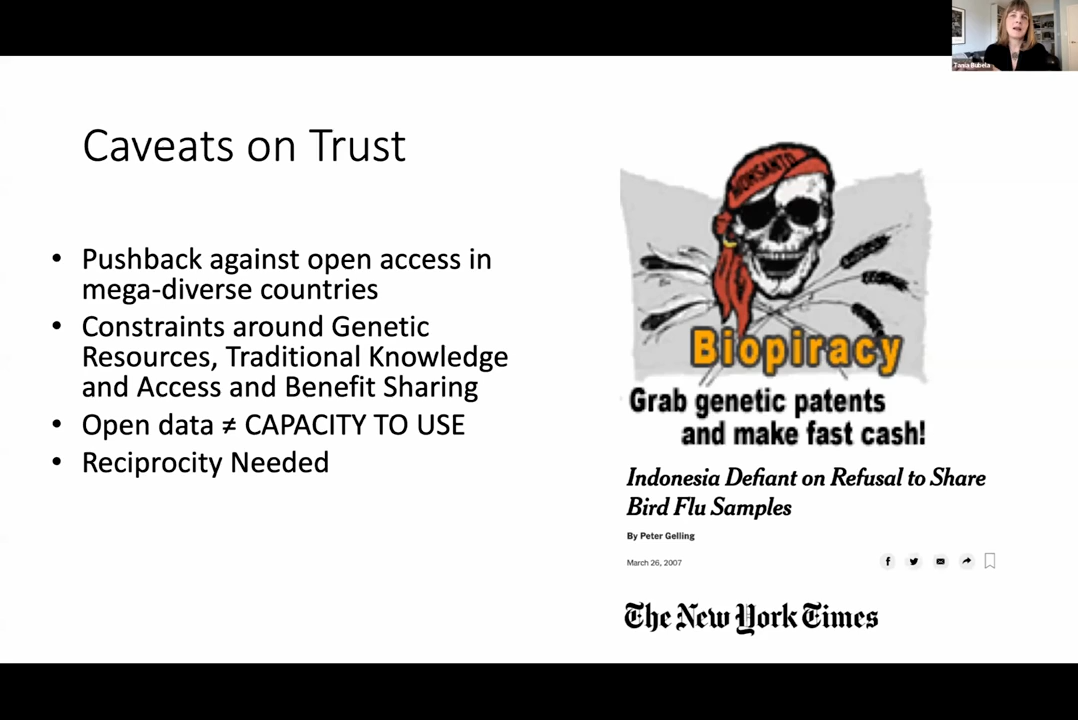 Tania Bubela
Caveats on Trust
• Pushback against open access in
mega-diverse countries
• Constraints around Genetic
Resources, Traditional Knowledge
and Access and Benefit Sharing
• Open data ≠ CAPACITY TO USE
• Reciprocity Needed
MONSANTO
Biopiracy
Grab genetic patents
and make fast cash!
Indonesia Defiant on Refusal to Share
Bird Flu Samples
By Peter Gelling
March 26, 2007
The New York Times